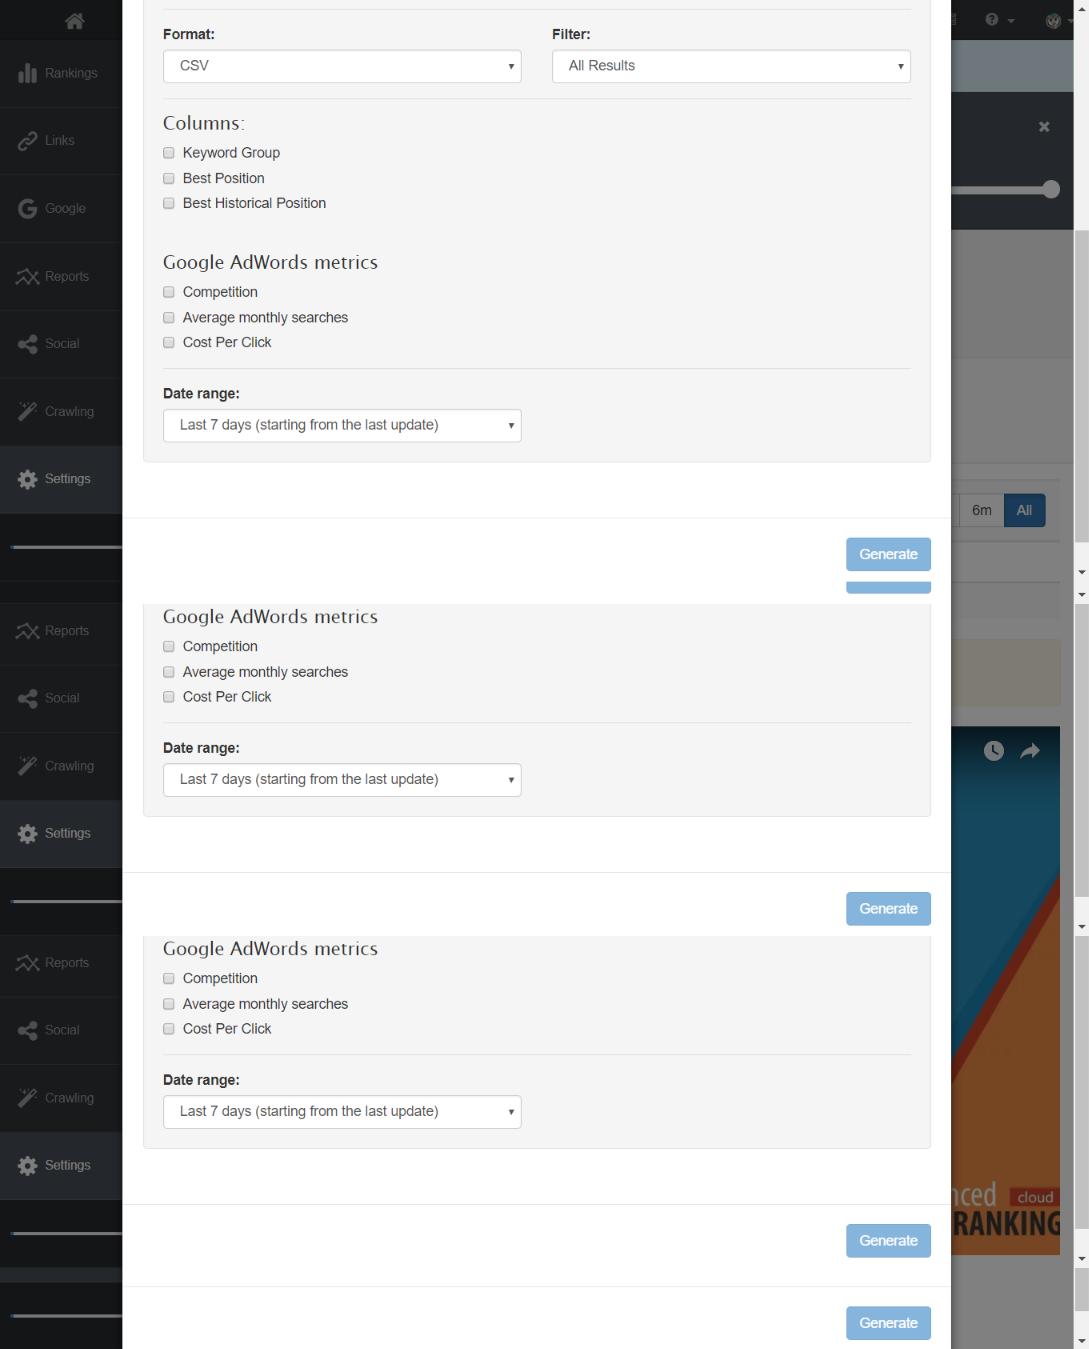 Rankings
Links
Google
Reports
Social
Crawling
Settings
Format:
Filter:
CSV
All Results
Columns:
Keyword Group
Best Position
Best Historical Position
Google AdWords metrics
Competition
Average monthly searches
Cost Per Click
Date range:
Last 7 days (starting from the last update)
6m
All
Generate
Reports
Social
Crawling
Settings
Google AdWords metrics
Competition
Average monthly searches
Cost Per Click
Date range:
Last 7 days (starting from the last update)
Generate
Reports
Social
Crawling
Settings
Google AdWords metrics
Competition
Average monthly searches
Cost Per Click
Date range:
Last 7 days (starting from the last update)
cloud
RANKING
Generate
Generate